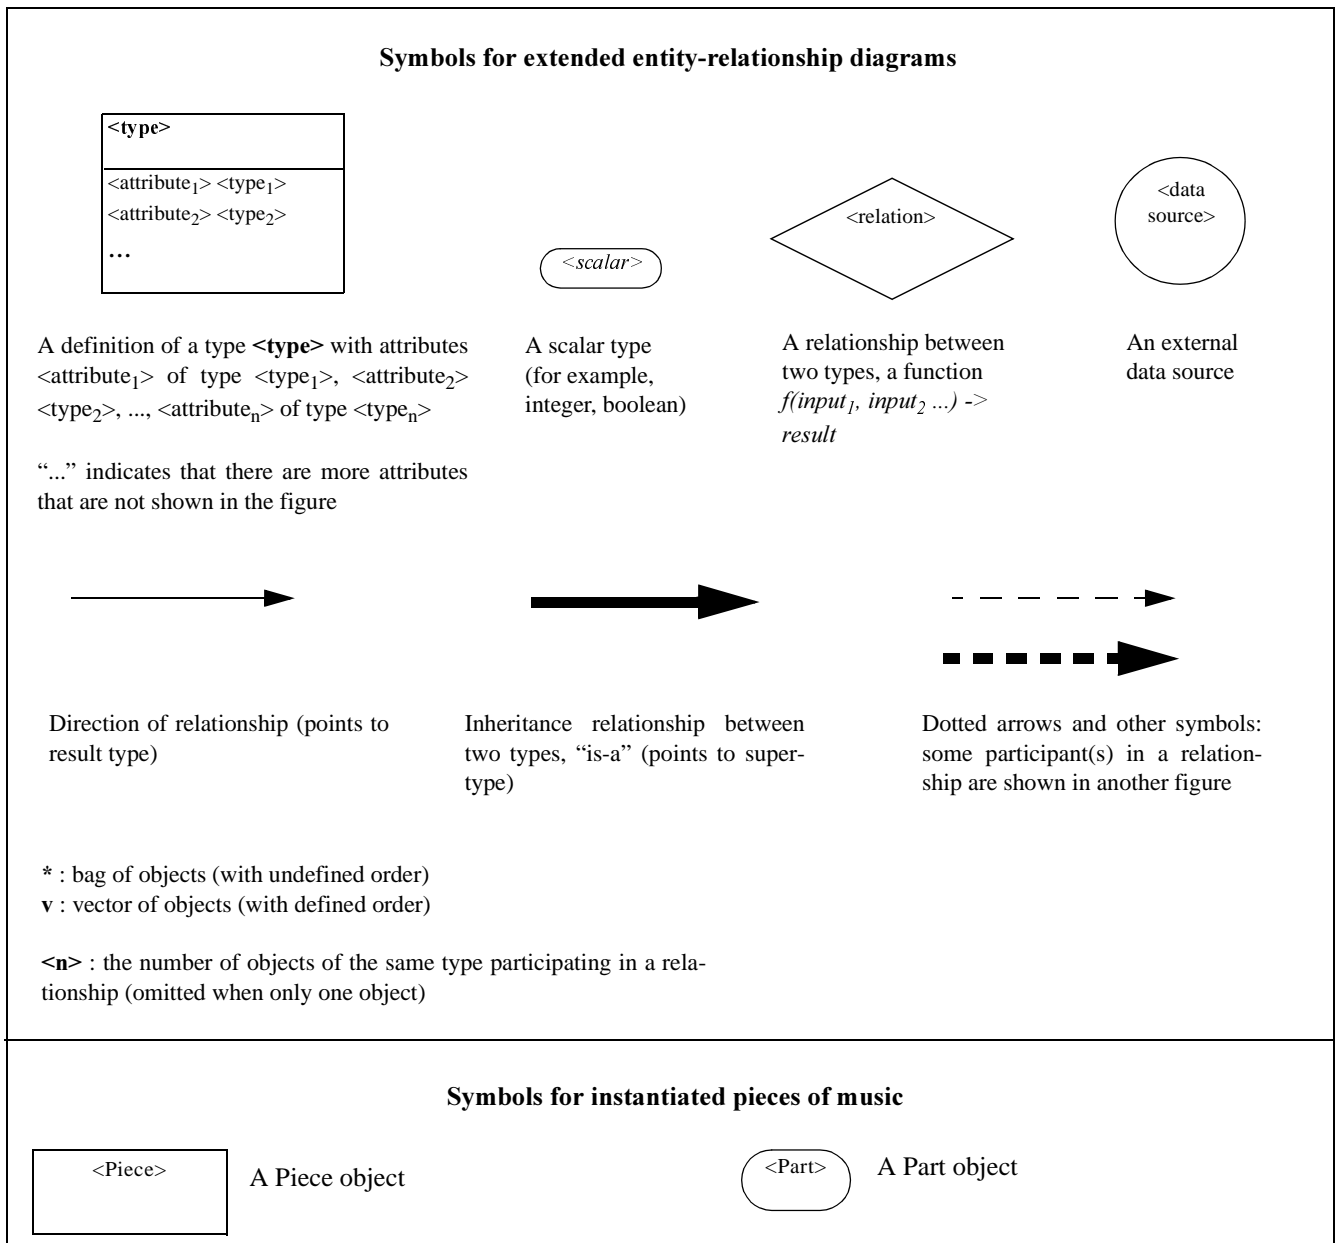 Symbols for extended entity-relationship diagrams
<type>
<attribute1> <type1>
<attribute2> <type2>
...
<scalar>
<relation>
<data
source>
A definition of a type <type> with attributes
<attribute1> of type <type1>, <attribute2>
<type2>, ..., <attributen> of type <typen>
“...” indicates that there are more attributes
that are not shown in the figure
A scalar type
(for example,
integer, boolean)
A relationship between
two types, a function
f(input1, input2 ...) ->
result
An external
data source
Direction of relationship (points to
result type)
Inheritance relationship between
two types, “is-a” (points to super-
type)
Dotted arrows and other symbols:
some participant(s) in a relation-
ship are shown in another figure
* : bag of objects (with undefined order)
v : vector of objects (with defined order)
<n> : the number of objects of the same type participating in a rela-
tionship (omitted when only one object)
Symbols for instantiated pieces of music
<Piece>
A Piece object
<Part>
A Part object